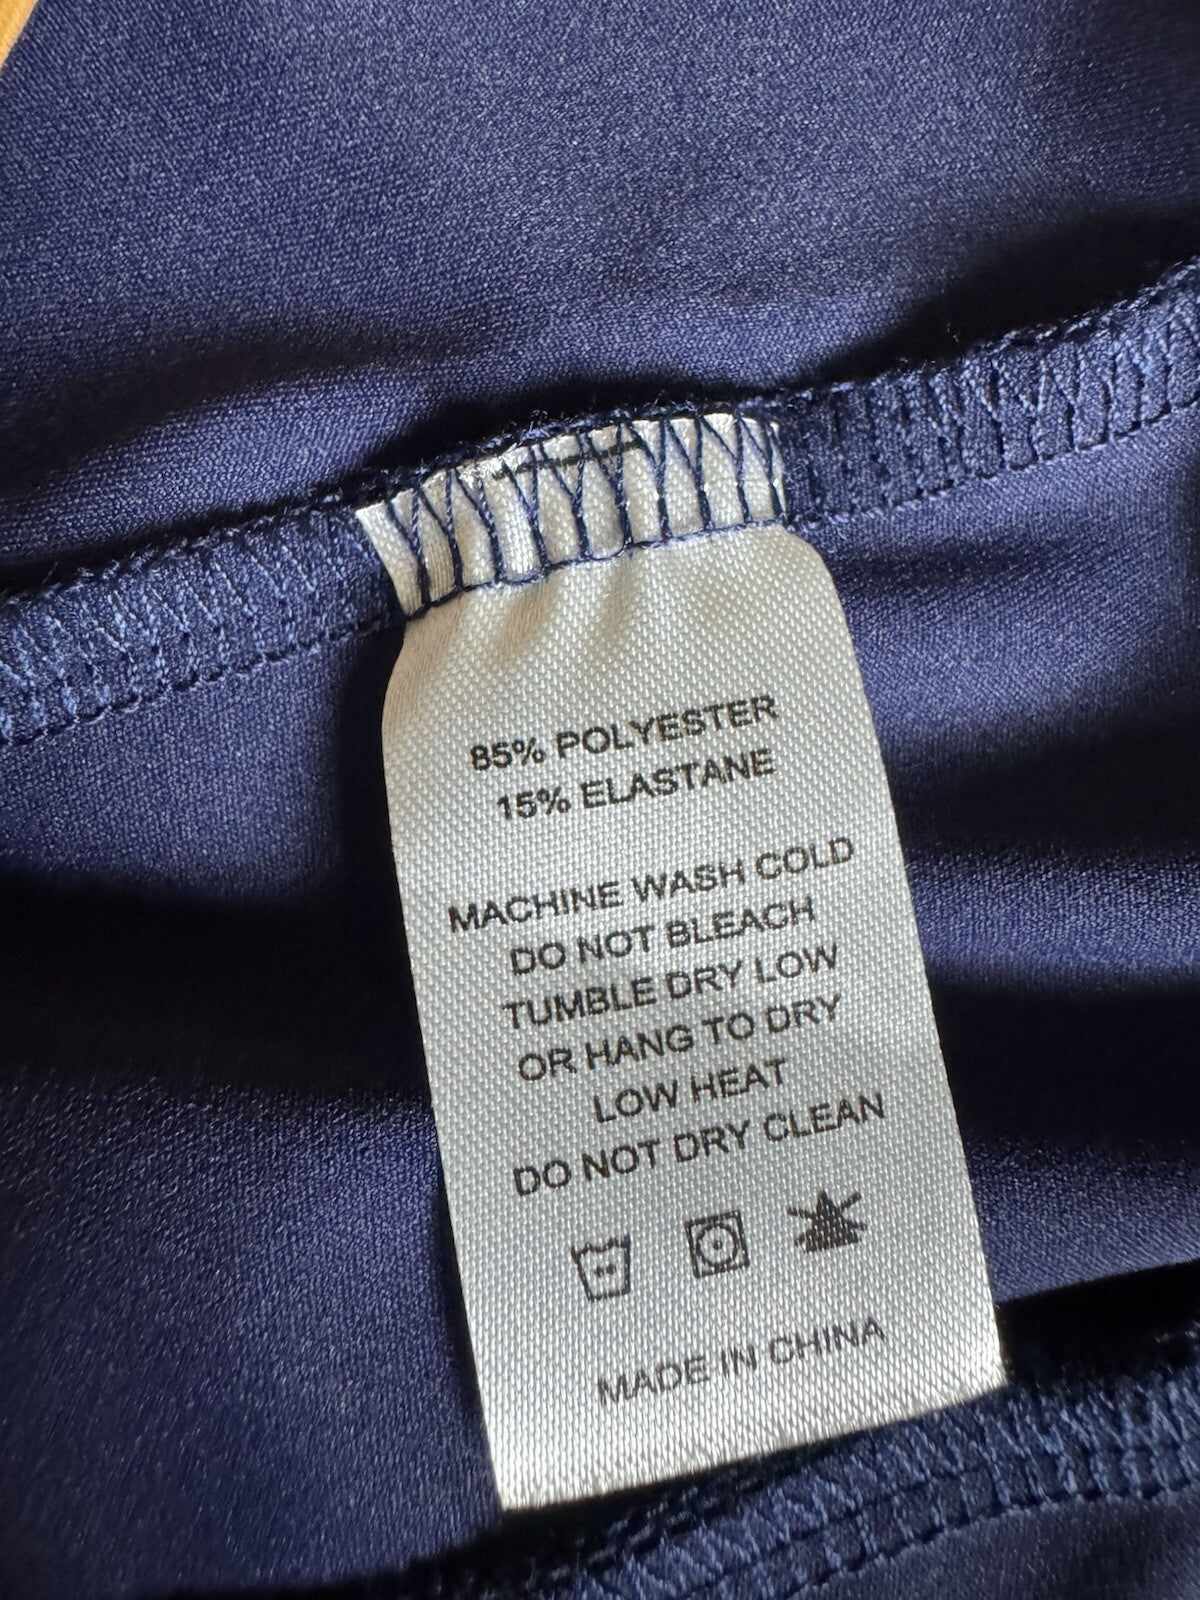 85% POLYESTER
15% ELASTANE
MACHINE WASH COLD
DO NOT BLEACH
TUMBLE DRY LOW
OR HANG TO DRY
LOW HEAT
DO NOT DRY CLEAN
MADE IN CHINA